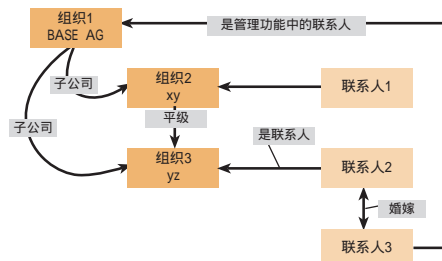 组织1
BASE AG
是管理功能中的联系人
子公司
组织2
xy
联系人1
平级
子公司
是联系人
组织3
yz
联系人2
婚嫁
联系人3